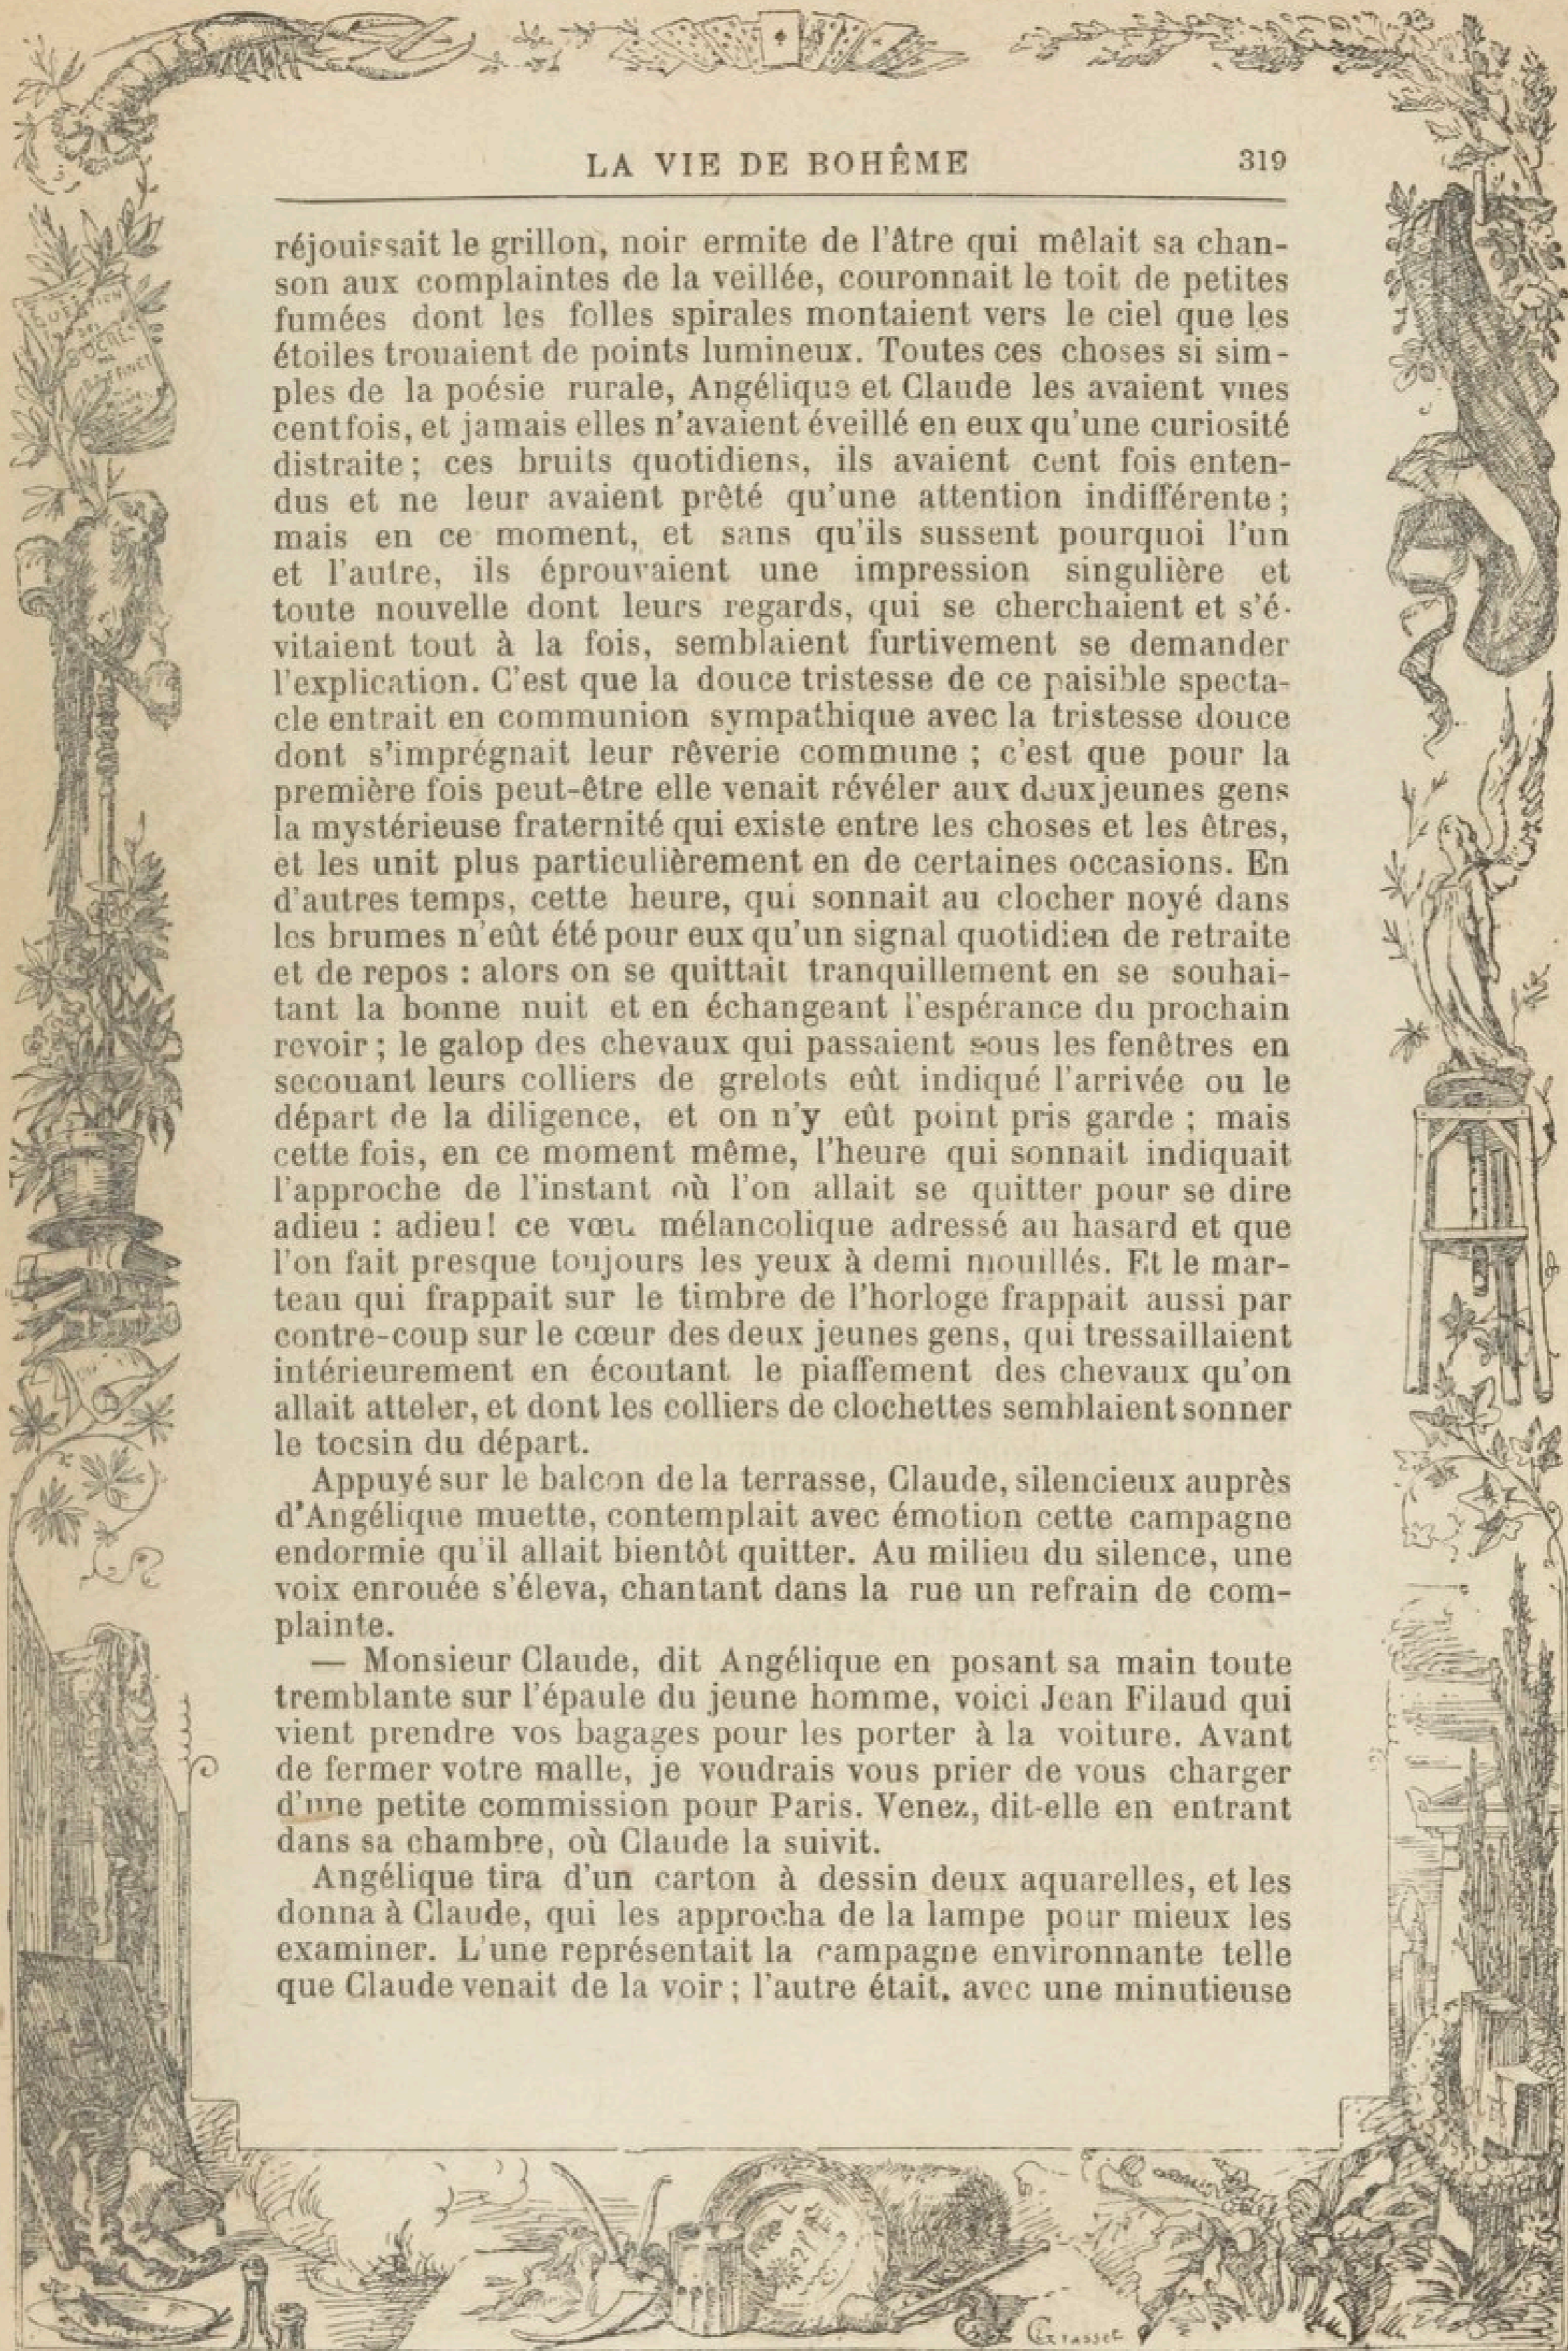 LA VIE DE BOHÊME 319
réjouissait le grillon, noir ermite de l'âtre qui mêlait sa chan-
son aux complaintes de la veillée, couronnait le toit de petites
fumées dont les folles spirales montaient vers le ciel que les
étoiles trouaient de points lumineux. Toutes ces choses si sim-
ples de la poésie rurale, Angélique et Claude les avaient vues
cent fois, et jamais elles n'avaient éveillé en eux qu'une curiosité
distraite ; ces bruits quotidiens, ils avaient cent fois enten-
dus et ne leur avaient prêté qu'une attention indifférente ;
mais en ce moment, et sans qu'ils sussent pourquoi l'un
et l'autre, ils éprouvaient une impression singulière et
toute nouvelle dont leurs regards, qui se cherchaient et s'é-
vitaient tout à la fois, semblaient furtivement se demander
l'explication. C'est que la douce tristesse de ce paisible specta-
cle entrait en communion sympathique avec la tristesse douce
dont s'imprégnait leur rêverie commune ; c'est que pour la
première fois peut-être elle venait révéler aux deux jeunes gens
la mystérieuse fraternité qui existe entre les choses et les êtres,
et les unit plus particulièrement en de certaines occasions. En
d'autres temps, cette heure, qui sonnait au clocher noyé dans
les brumes n'eût été pour eux qu'un signal quotidien de retraite
et de repos : alors on se quittait tranquillement en se souhai-
tant la bonne nuit et en échangeant l'espérance du prochain
revoir ; le galop des chevaux qui passaient sous les fenêtres en
secouant leurs colliers de grelots eût indiqué l'arrivée ou le
départ de la diligence, et on n'y eût point pris garde ; mais
cette fois, en ce moment même, l'heure qui sonnait indiquait
l'approche de l'instant où l'on allait se quitter pour se dire
adieu : adieu! ce vœu mélancolique adressé au hasard et que
l'on fait presque toujours les yeux à demi mouillés. Et le mar-
teau qui frappait sur le timbre de l'horloge frappait aussi par
contre-coup sur le cœur des deux jeunes gens, qui tressaillaient
intérieurement en écoutant le piaffement des chevaux qu'on
allait atteler, et dont les colliers de clochettes semblaient sonner
le tocsin du départ.
Appuyé sur le balcon de la terrasse, Claude, silencieux auprès
d'Angélique muette, contemplait avec émotion cette campagne
endormie qu'il allait bientôt quitter. Au milieu du silence, une
voix enrouée s'éleva, chantant dans la rue un refrain de com-
plainte.
— Monsieur Claude, dit Angélique en posant sa main toute
tremblante sur l'épaule du jeune homme, voici Jean Filaud qui
vient prendre vos bagages pour les porter à la voiture. Avant
de fermer votre malle, je voudrais vous prier de vous charger
d'une petite commission pour Paris. Venez, dit-elle en entrant
dans sa chambre, où Claude la suivit.
Angélique tira d'un carton à dessin deux aquarelles, et les
donna à Claude, qui les approcha de la lampe pour mieux les
examiner. L'une représentait la campagne environnante telle
que Claude venait de la voir ; l'autre était, avec une minutieuse